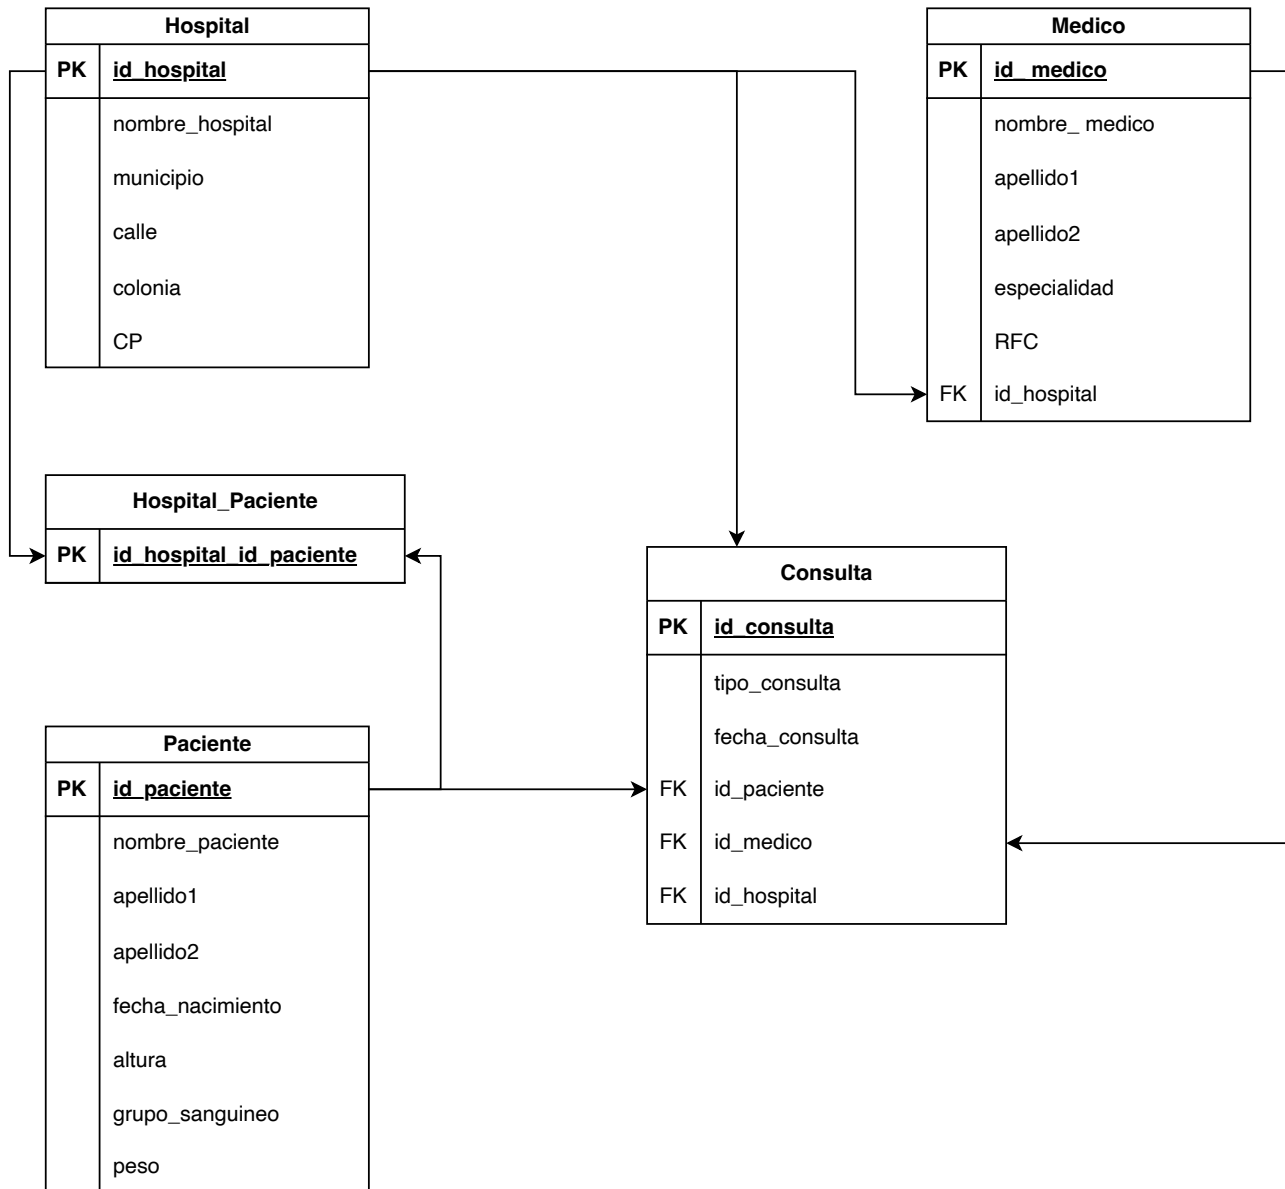 Hospital
PK id_hospital
nombre_hospital
municipio
calle
colonia
CP
Medico
PK id_ medico
nombre_ medico
apellido1
apellido2
especialidad
RFC
FK id_hospital
Hospital_Paciente
PK id_hospital_id_paciente
Consulta
PK id_consulta
tipo_consulta
fecha_consulta
FK id_paciente
FK id_medico
FK id_hospital
Paciente
PK id_paciente
nombre_paciente
apellido1
apellido2
fecha_nacimiento
altura
grupo_sanguineo
peso